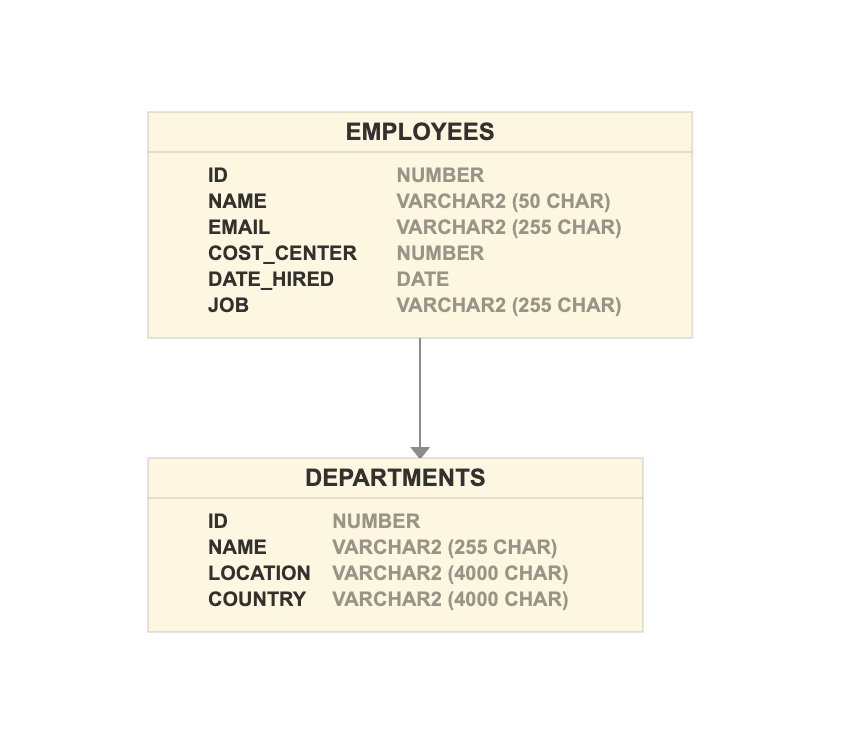 EMPLOYEES
ID NUMBER
NAME VARCHAR2 (50 CHAR)
EMAIL VARCHAR2 (255 CHAR)
COST_CENTER NUMBER
DATE_HIRED DATE
JOB VARCHAR2 (255 CHAR)
DEPARTMENTS
ID NUMBER
NAME VARCHAR2 (255 CHAR)
LOCATION VARCHAR2 (4000 CHAR)
COUNTRY VARCHAR2 (4000 CHAR)